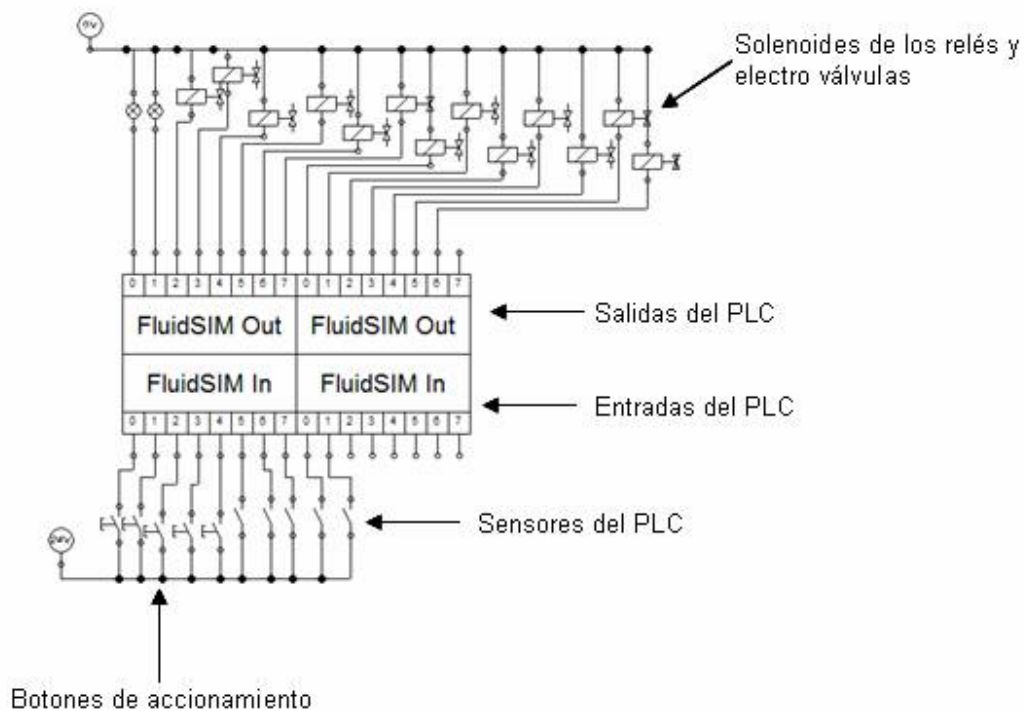 0V
Solenoides de los relés y
electro válvulas
0 1 2 3 4 5 6 7 0 1 2 3 4 5 6 7
FluidSIM Out FluidSIM Out
Salidas del PLC
FluidSIM In FluidSIM In
Entradas del PLC
0 1 2 3 4 5 6 7 0 1 2 3 4 5 6 7
Sensores del PLC
24V
Botones de accionamiento